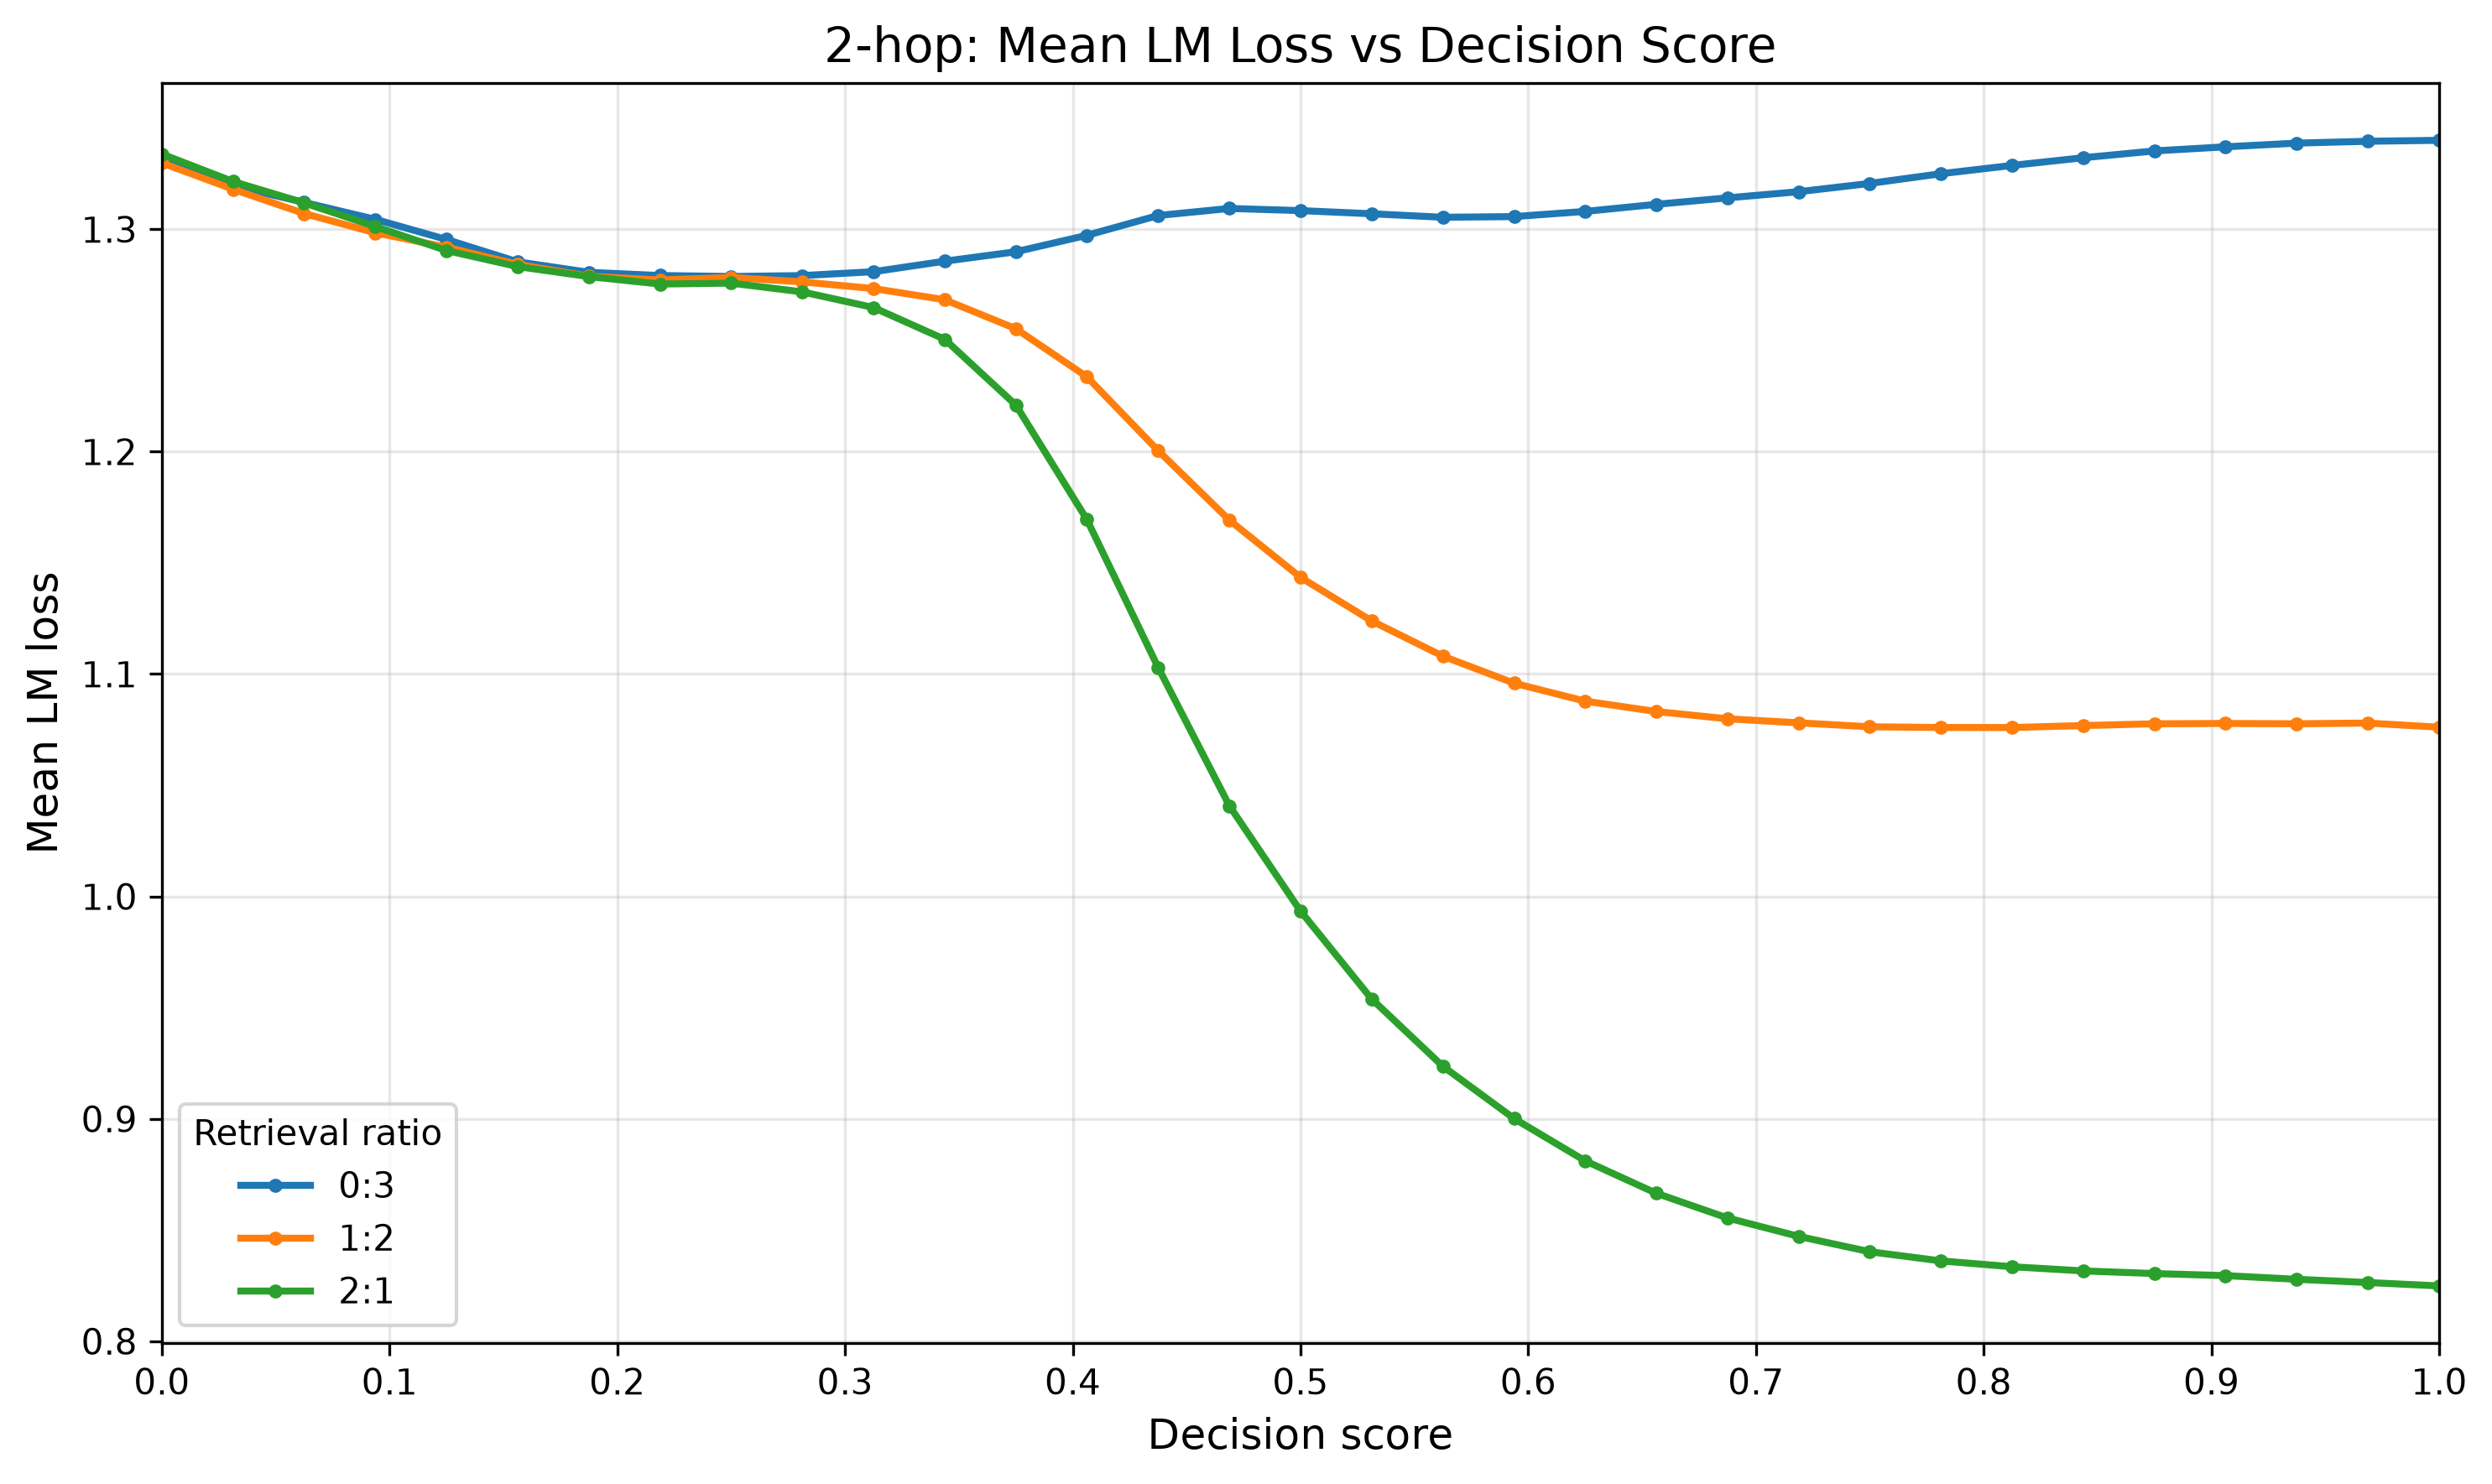 2-hop: Mean LM Loss vs Decision Score
Mean LM loss
1.3
1.2
1.1
1.0
0.9
0.8
Retrieval ratio
0:3
1:2
2:1
0.0 0.1 0.2 0.3 0.4 0.5 0.6 0.7 0.8 0.9 1.0
Decision score